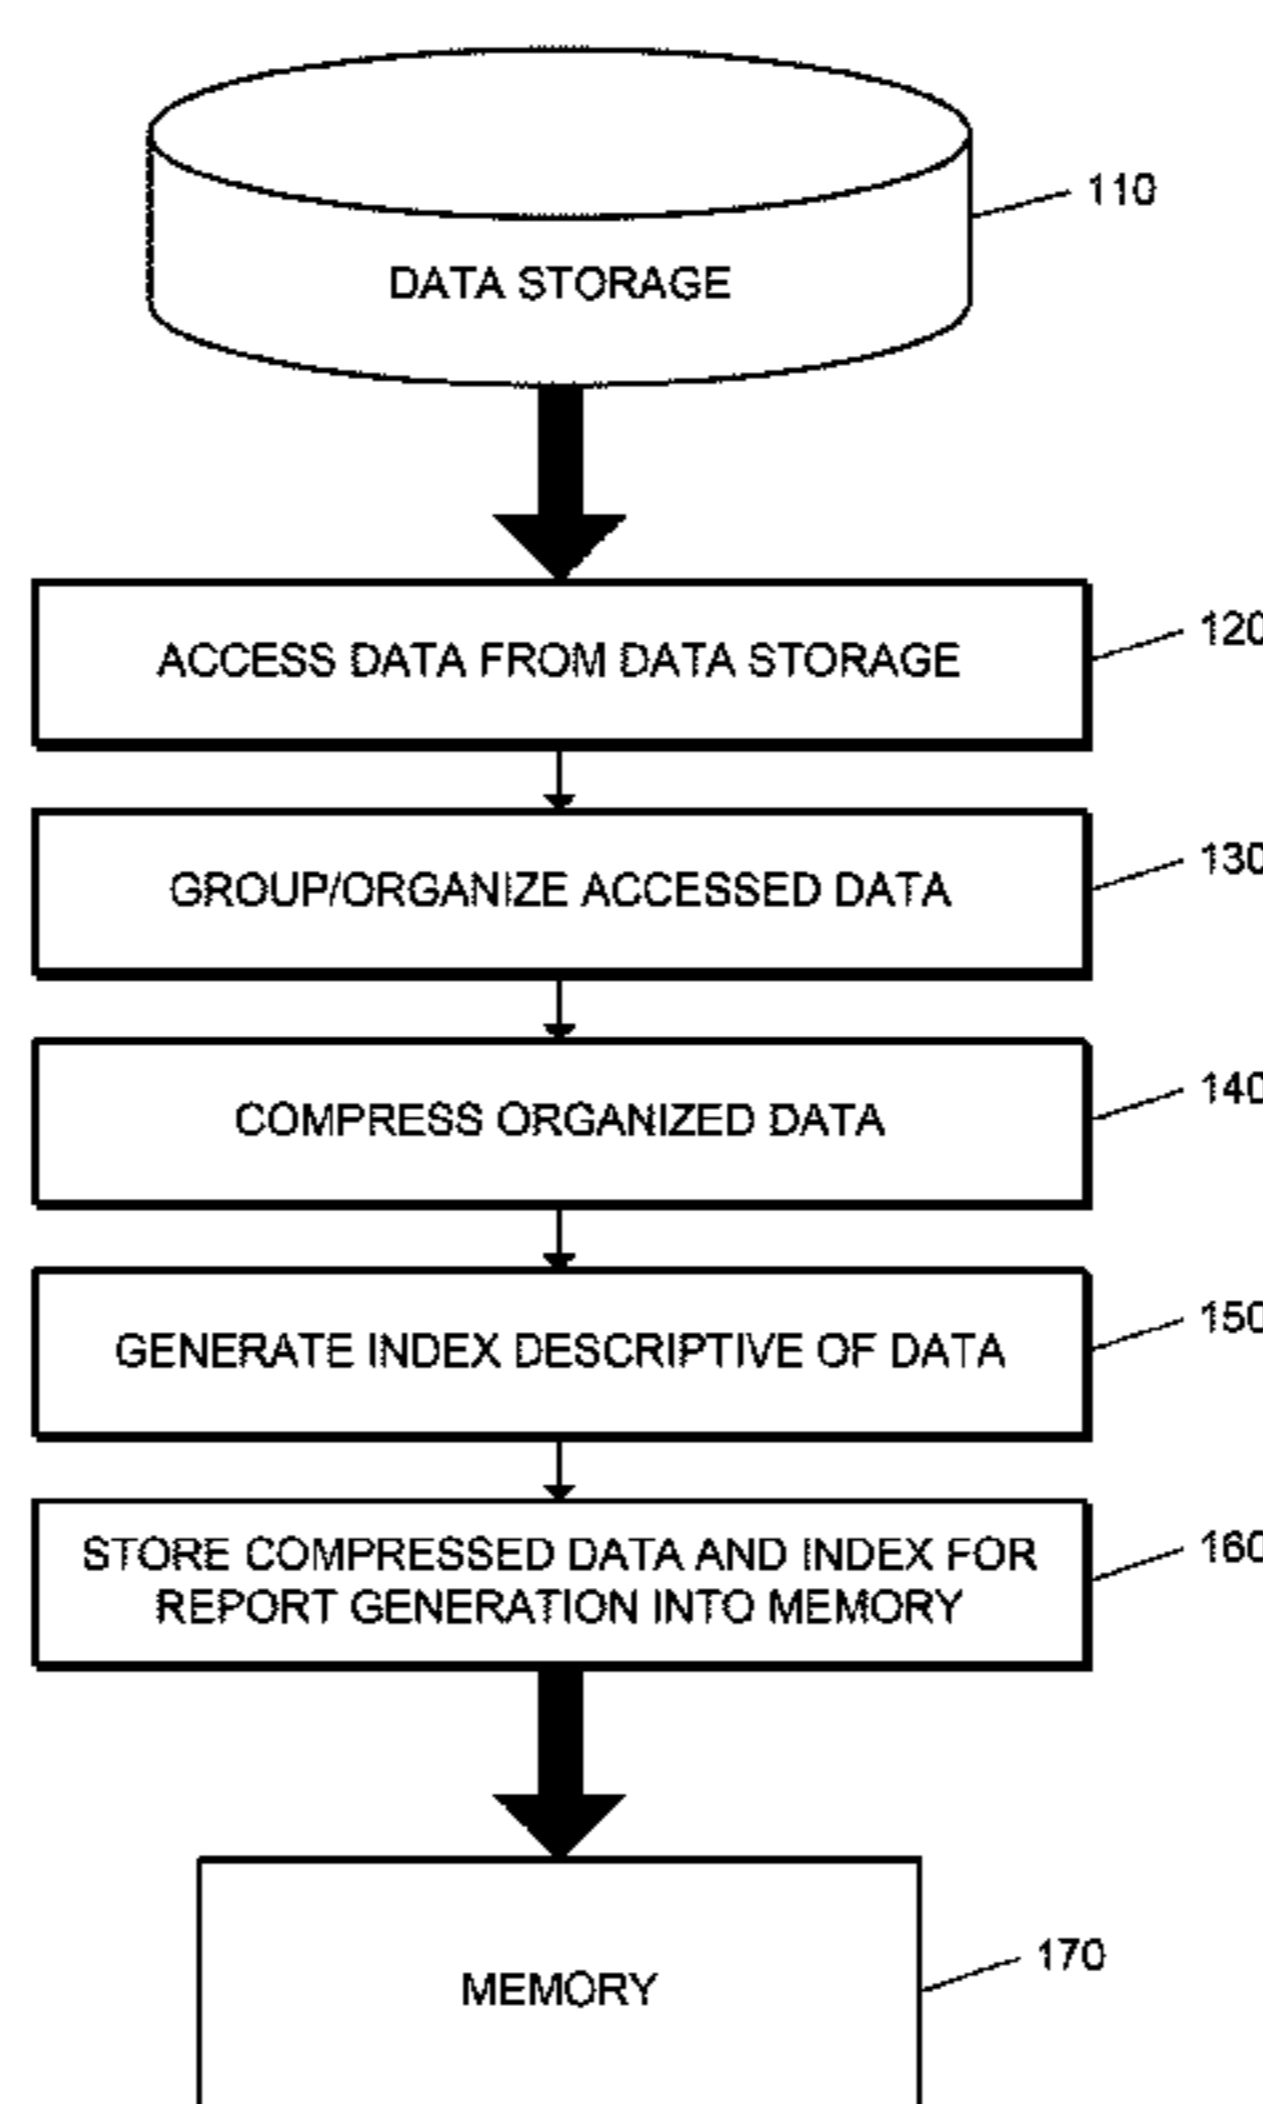 110
DATA STORAGE
120
ACCESS DATA FROM DATA STORAGE
130
GROUP/ORGANIZE ACCESSED DATA
140
COMPRESS ORGANIZED DATA
150
GENERATE INDEX DESCRIPTIVE OF DATA
160
STORE COMPRESSED DATA AND INDEX FOR
REPORT GENERATION INTO MEMORY
170
MEMORY